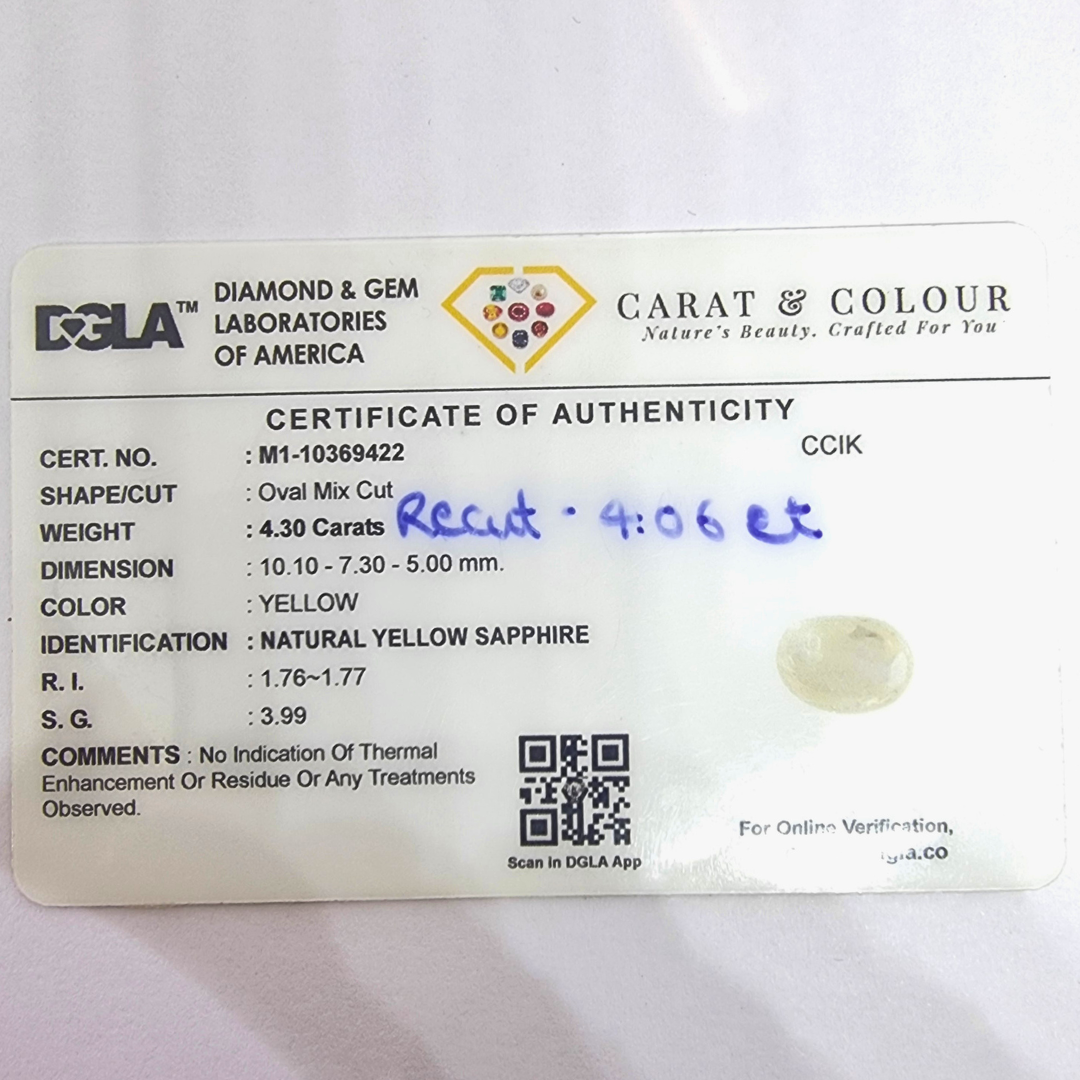 DGLA™
DIAMOND & GEM
LABORATORIES
OF AMERICA
CARAT & COLOUR
Nature's Beauty. Crafted For You
CERTIFICATE OF AUTHENTICITY
CERT. NO. : M1-10369422
CCIK
SHAPE/CUT : Oval Mix Cut
WEIGHT : 4.30 Carats Recut · 4:06 ct
DIMENSION : 10.10 - 7.30 - 5.00 mm.
COLOR : YELLOW
IDENTIFICATION : NATURAL YELLOW SAPPHIRE
R. I. : 1.76~1.77
S. G. : 3.99
COMMENTS : No Indication Of Thermal
Enhancement Or Residue Or Any Treatments
Observed.
Scan in DGLA App
For Online Verification,